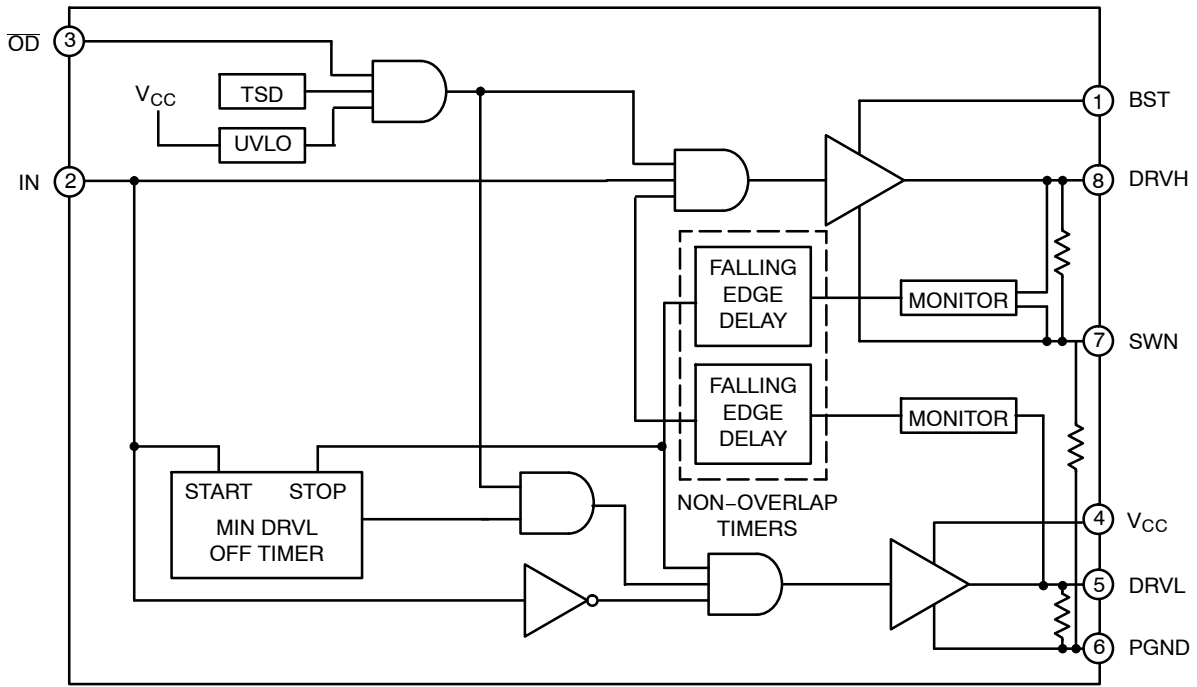 OD
3
VCC
TSD
UVLO
1
BST
IN
2
8
DRVH
FALLING
EDGE
DELAY
MONITOR
7
SWN
FALLING
EDGE
DELAY
MONITOR
START
STOP
MIN DRVL
OFF TIMER
NON−OVERLAP
TIMERS
4
VCC
5
DRVL
6
PGND